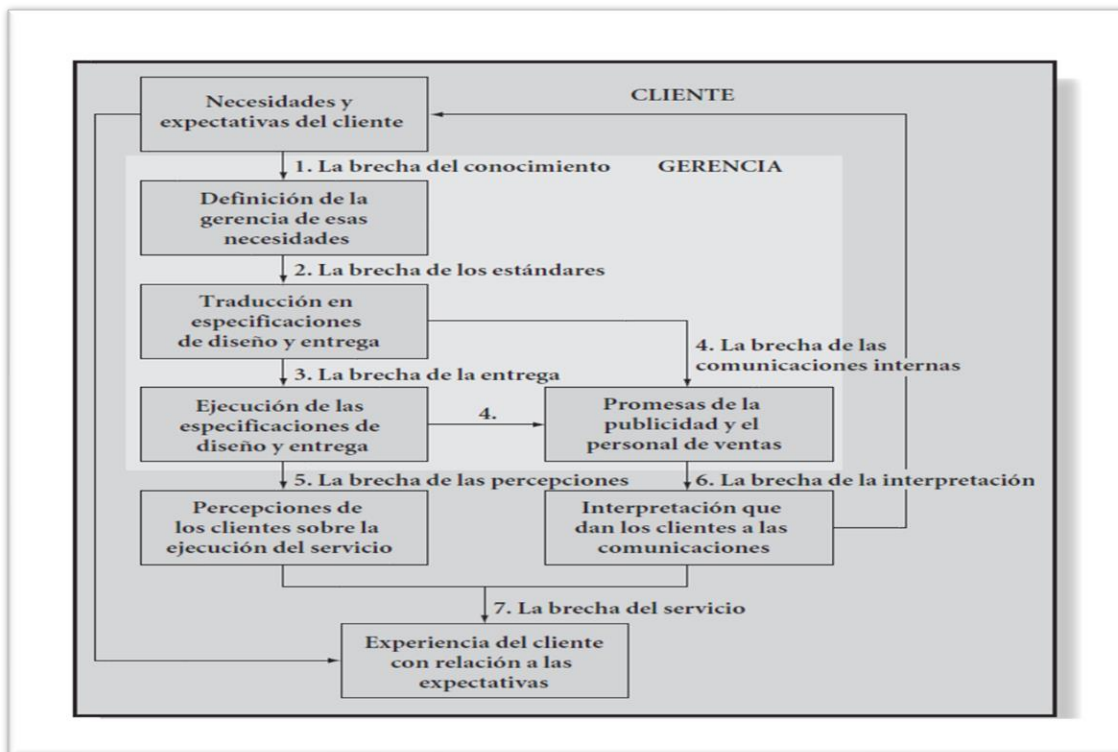 Necesidades y
expectativas del cliente
CLIENTE
1. La brecha del conocimiento
GERENCIA
Definición de la
gerencia de esas
necesidades
2. La brecha de los estándares
Traducción en
especificaciones
de diseño y entrega
4. La brecha de las
comunicaciones internas
3. La brecha de la entrega
Ejecución de las
especificaciones de
diseño y entrega
4.
Promesas de la
publicidad y el
personal de ventas
5. La brecha de las percepciones
6. La brecha de la interpretación
Percepciones de
los clientes sobre la
ejecución del servicio
Interpretación que
dan los clientes a las
comunicaciones
7. La brecha del servicio
Experiencia del cliente
con relación a las
expectativas